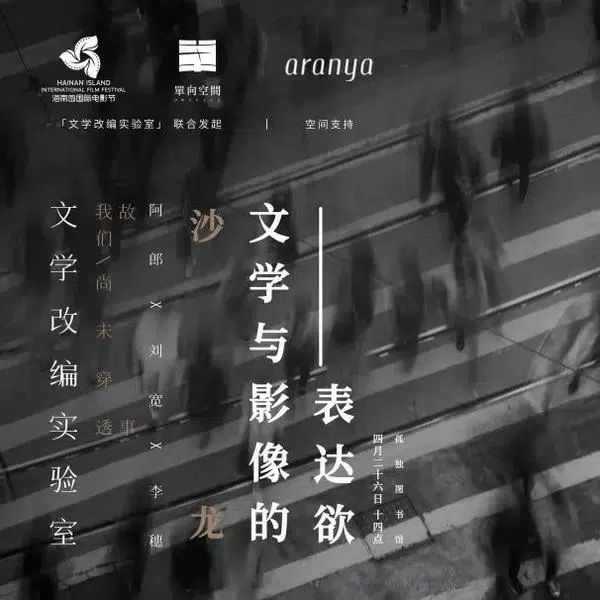 HAINAN ISLAND
INTERNATIONAL FILM FESTIVAL
海南岛国际电影节
單向空間
aranya
「文学改编实验室」 联合发起 | 空间支持
文学改编实验室
我们/尚未穿透
故事
阿郎 x 刘宽 x 李穗
沙龙
文学与影像的
——表达欲
四月二十六日 十四点
孤独图书馆